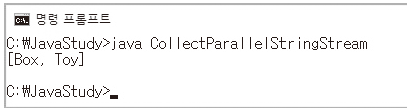 명령 프롬프트
C:\JavaStudy>java CollectParallelStringStream
[Box, Toy]
C:\JavaStudy>_